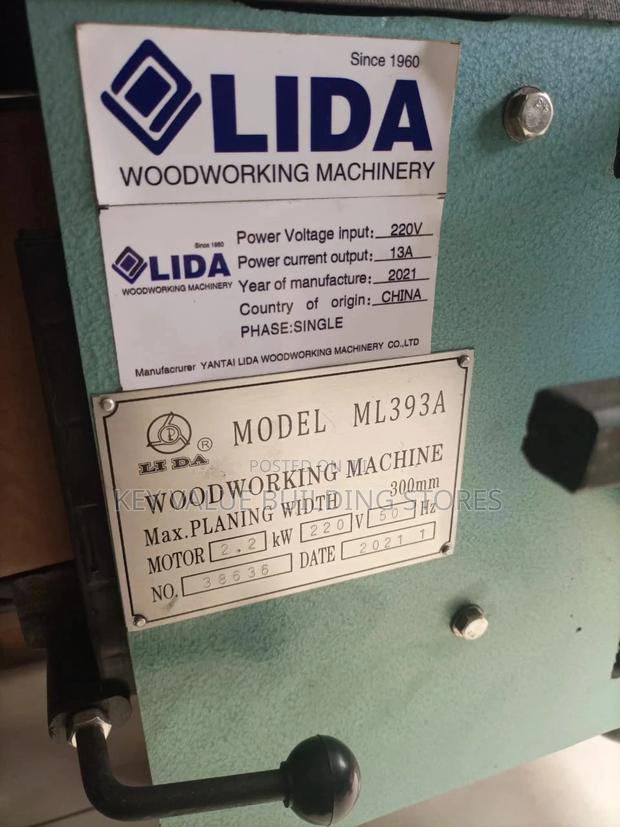 Since 1960
LIDA
WOODWORKING MACHINERY
Since 1960
LIDA
WOODWORKING MACHINERY
Power Voltage input: 220V
Power current output: 13A
Year of manufacture: 2021
Country of origin: CHINA
PHASE:SINGLE
Manufacrurer YANTAI LIDA WOODWORKING MACHINERY CO.,LTD
LI DA ®
MODEL ML393A
WOODWORKING MACHINE
Max.PLANING WIDTH 300mm
MOTOR 2.2 kW 220 V 50 Hz
NO. 38636 DATE 2021 1
POSTED ON
KEYVALUE BUILDING STORES